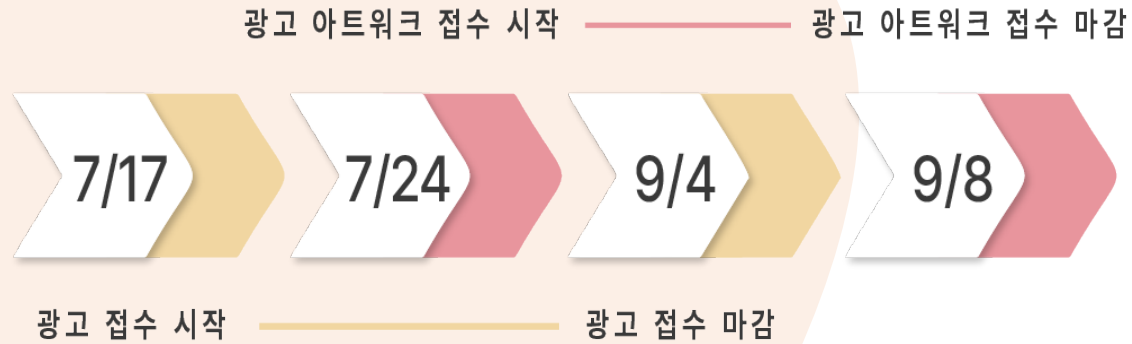 광고 아트워크 접수 시작 광고 아트워크 접수 마감
7/17 7/24 9/4 9/8
광고 접수 시작 광고 접수 마감